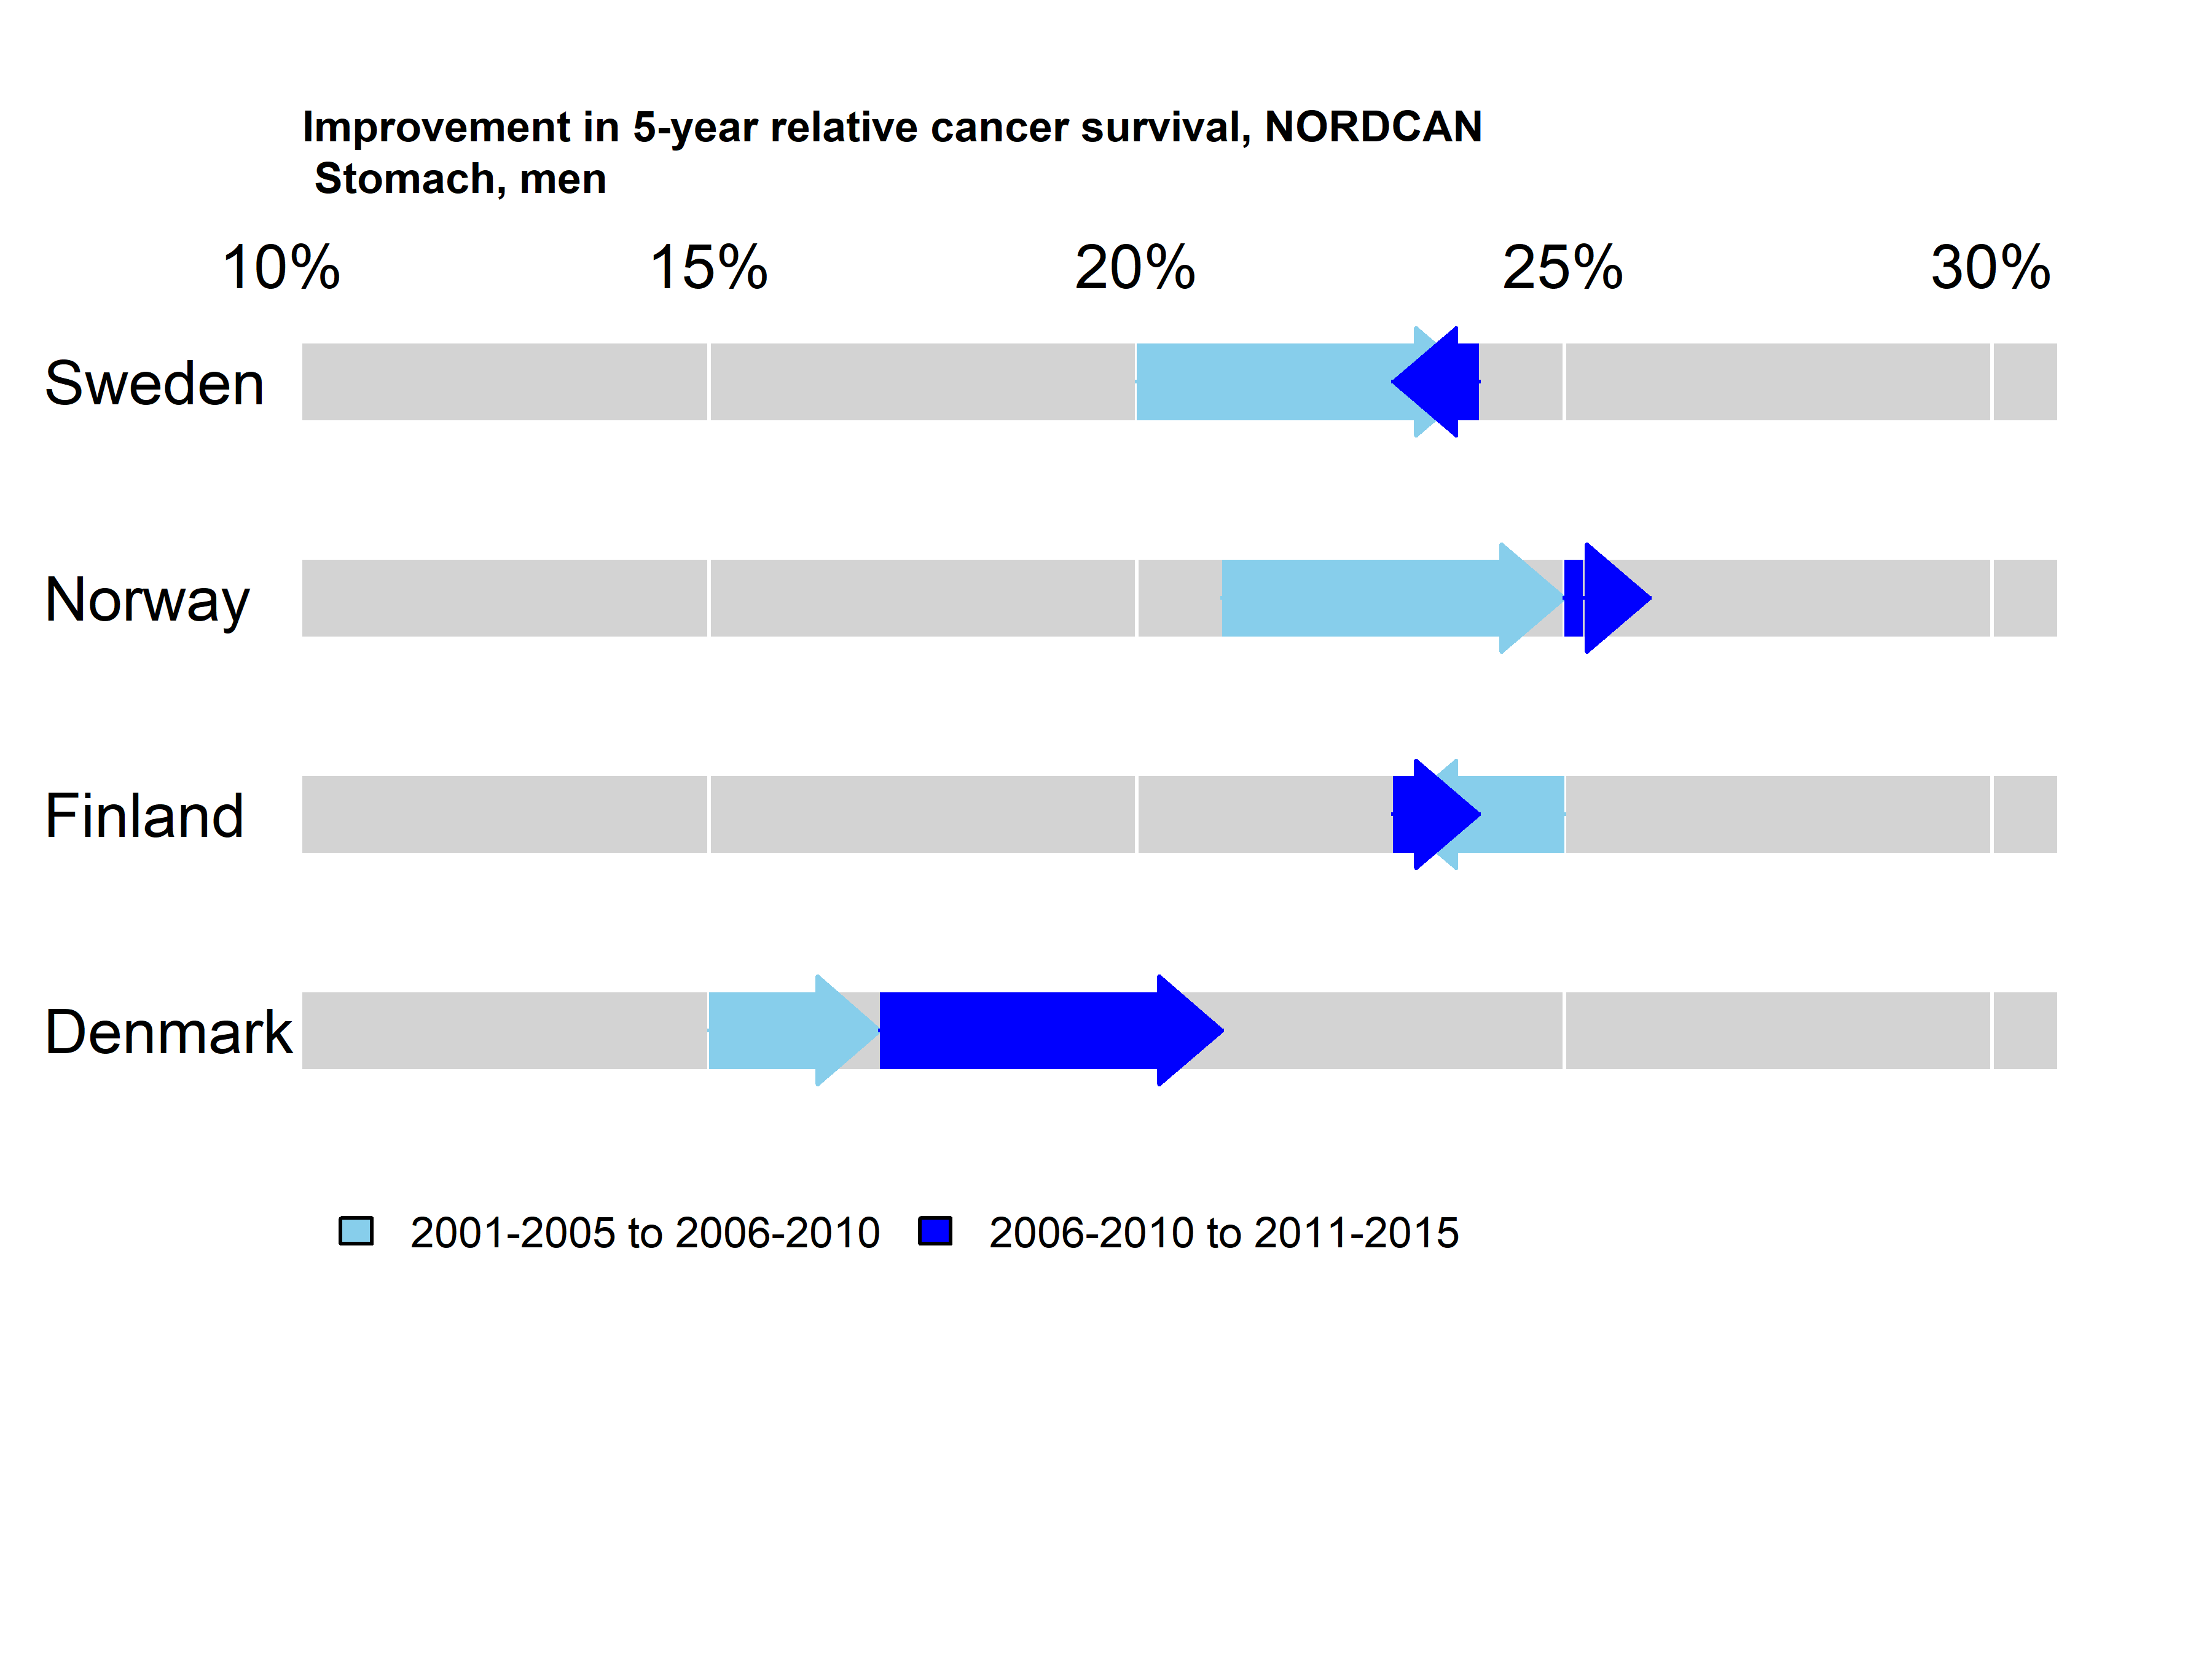 Improvement in 5-year relative cancer survival, NORDCAN
Stomach, men
10% 15% 20% 25% 30%
Sweden
Norway
Finland
Denmark
2001-2005 to 2006-2010 2006-2010 to 2011-2015